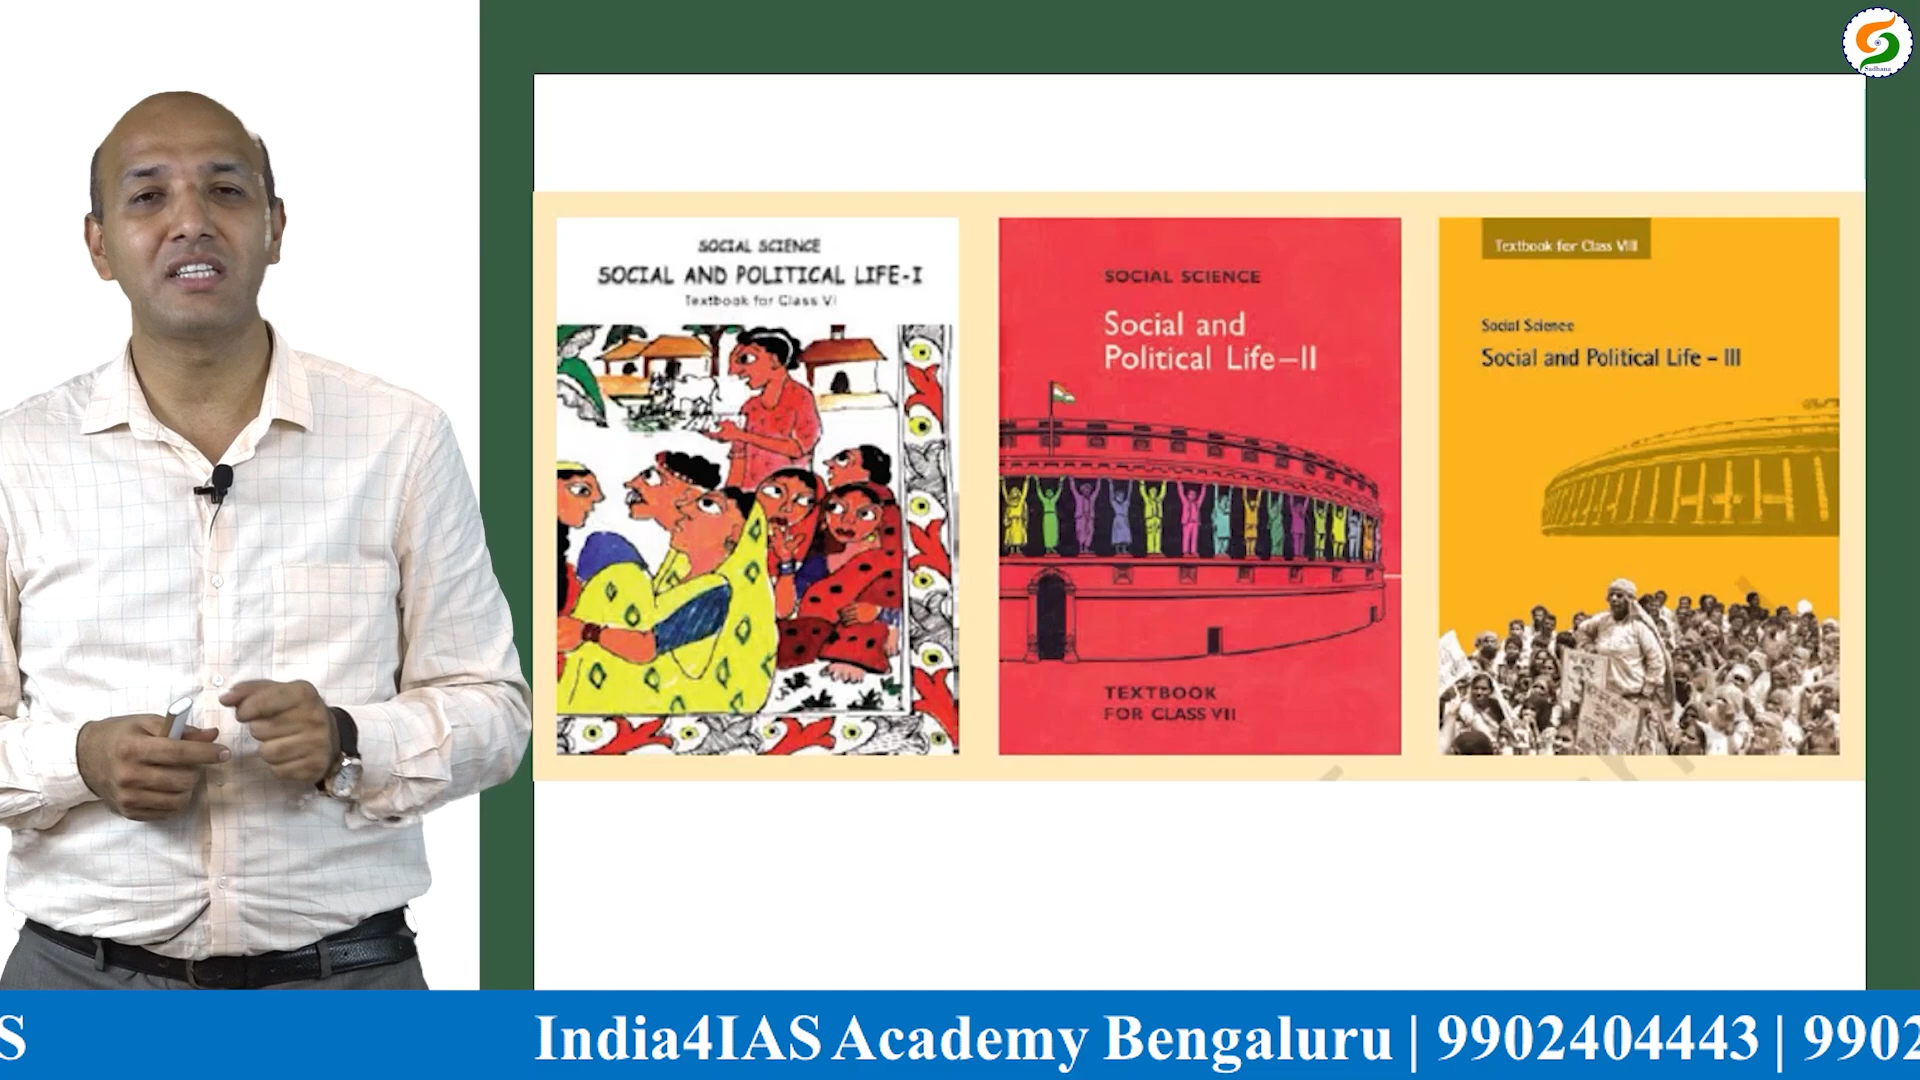 Sadhana
SOCIAL SCIENCE
SOCIAL AND POLITICAL LIFE-I
Textbook for Class VI
SOCIAL SCIENCE
Social and
Political Life–II
TEXTBOOK
FOR CLASS VII
Textbook for Class VIII
Social Science
Social and Political Life – III
S
India4IAS Academy Bengaluru | 9902404443 | 9902